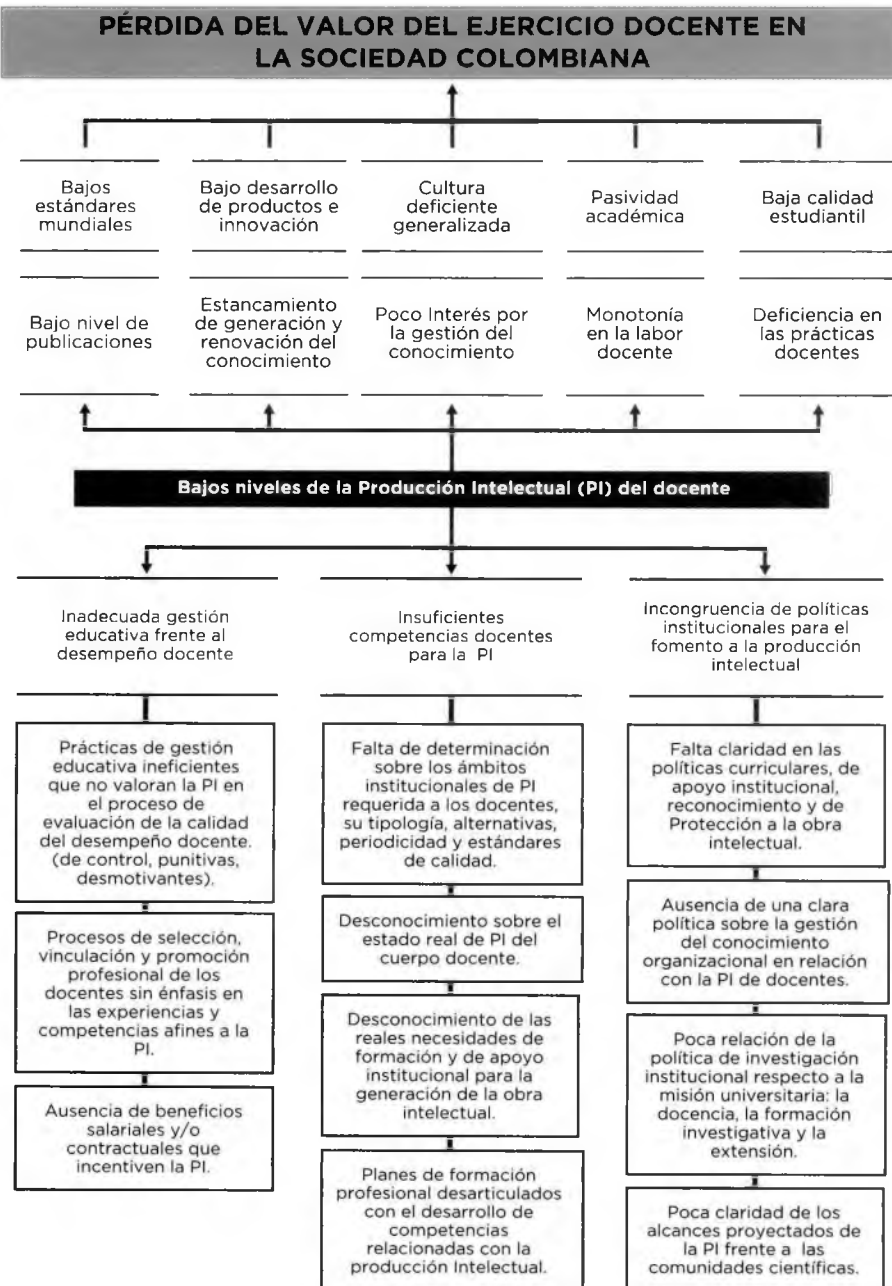 PÉRDIDA DEL VALOR DEL EJERCICIO DOCENTE EN
LA SOCIEDAD COLOMBIANA
Bajos
estándares
mundiales
Bajo desarrollo
de productos e
innovación
Cultura
deficiente
generalizada
Pasividad
académica
Baja calidad
estudiantil
Bajo nivel de
publicaciones
Estancamiento
de generación y
renovación del
conocimiento
Poco Interés por
la gestión del
conocimiento
Monotonía
en la labor
docente
Deficiencia en
las prácticas
docentes
Bajos niveles de la Producción Intelectual (PI) del docente
Inadecuada gestión
educativa frente al
desempeño docente
Insuficientes
competencias docentes
para la PI
Incongruencia de políticas
institucionales para el
fomento a la producción
intelectual
Prácticas de gestión
educativa ineficientes
que no valoran la PI en
el proceso de
evaluación de la calidad
del desempeño docente.
(de control, punitivas,
desmotivantes).
Procesos de selección,
vinculación y promoción
profesional de los
docentes sin énfasis en
las experiencias y
competencias afines a la
PI.
Ausencia de beneficios
salariales y/o
contractuales que
incentiven la PI.
Falta de determinación
sobre los ámbitos
institucionales de PI
requerida a los docentes,
su tipología, alternativas,
periodicidad y estándares
de calidad.
Desconocimiento sobre el
estado real de PI del
cuerpo docente.
Desconocimiento de las
reales necesidades de
formación y de apoyo
institucional para la
generación de la obra
intelectual.
Planes de formación
profesional desarticulados
con el desarrollo de
competencias
relacionadas con la
producción Intelectual.
Falta claridad en las
políticas curriculares, de
apoyo institucional,
reconocimiento y de
Protección a la obra
intelectual.
Ausencia de una clara
política sobre la gestión
del conocimiento
organizacional en relación
con la PI de docentes.
Poca relación de la
política de investigación
institucional respecto a la
misión universitaria: la
docencia, la formación
investigativa y la
extensión.
Poca claridad de los
alcances proyectados de
la PI frente a las
comunidades científicas.